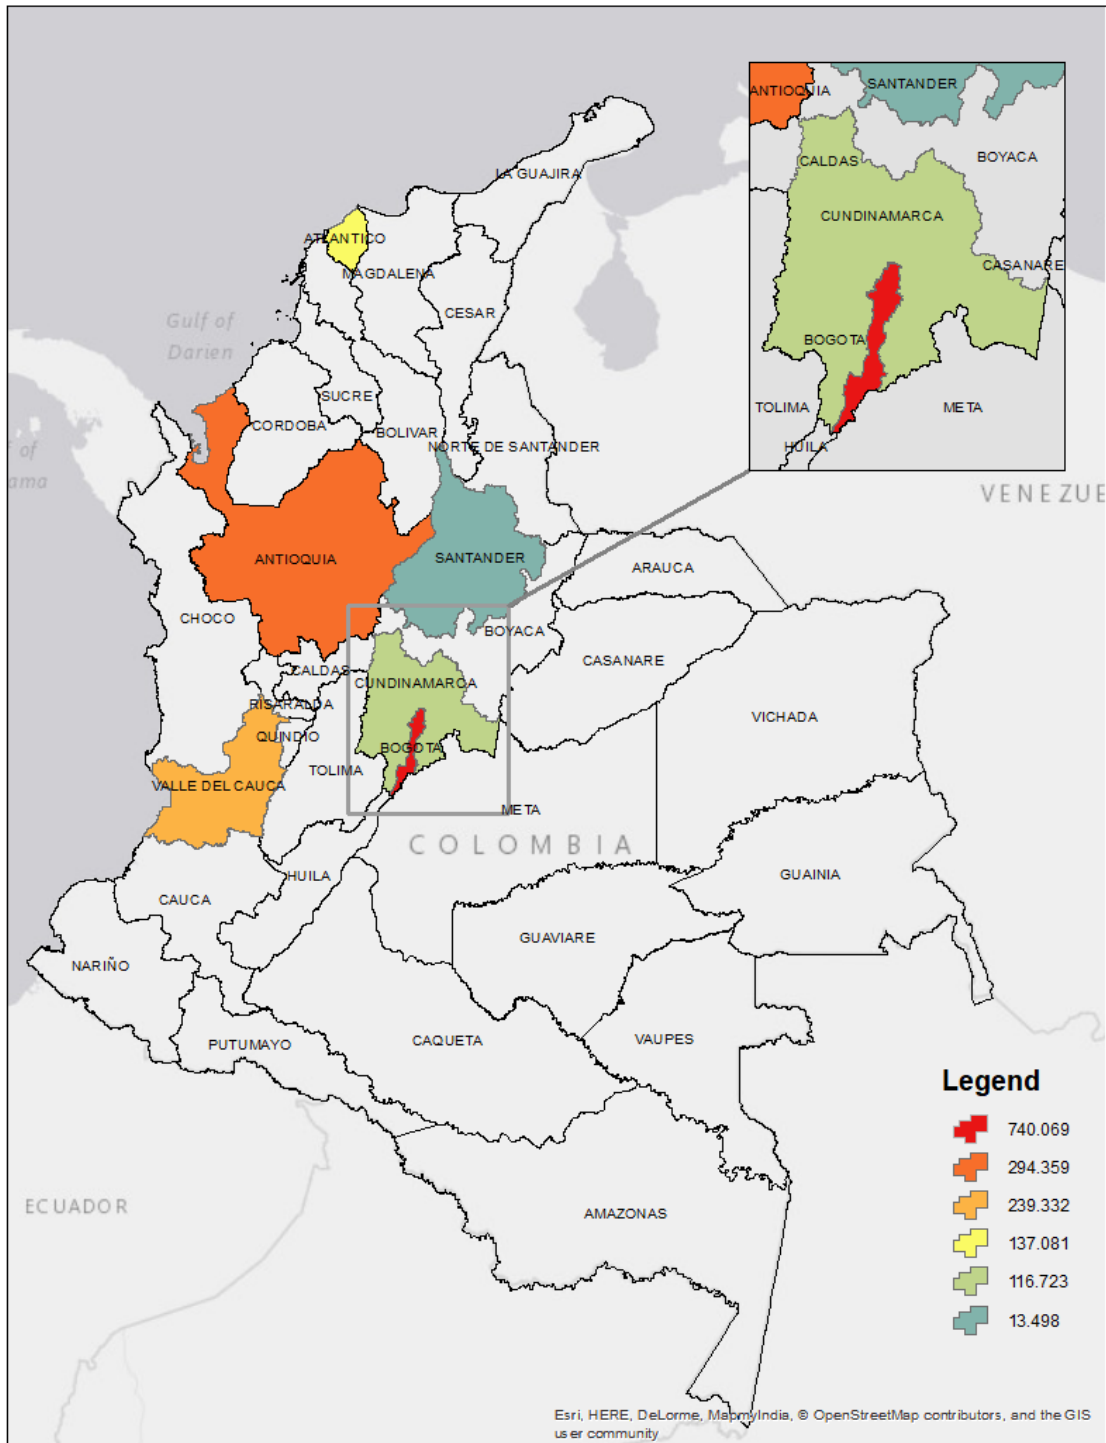 ANTIOQUIA
SANTANDER
BOYACA
CALDAS
CUNDINAMARCA
CASANARE
BOGOTA
TOLIMA
META
HUILA
LA GUAJIRA
ATLANTICO
MAGDALENA
CESAR
Gulf of
Darien
SUCRE
CORDOBA
BOLIVAR
NORTE DE SANTANDER
of
ama
VENEZUE
ANTIOQUIA
SANTANDER
ARAUCA
CHOCO
BOYACA
CASANARE
CALDAS
CUNDINAMARCA
RISARALDA
VICHADA
QUINDIO
BOGOTA
TOLIMA
VALLE DEL CAUCA
META
COLOMBIA
HUILA
GUAINIA
CAUCA
GUAVIARE
NARIÑO
PUTUMAYO
CAQUETA
VAUPES
Legend
740.069
294.359
239.332
137.081
116.723
13.498
ECUADOR
AMAZONAS
Esri, HERE, DeLorme, MapmyIndia, © OpenStreetMap contributors, and the GIS
user community